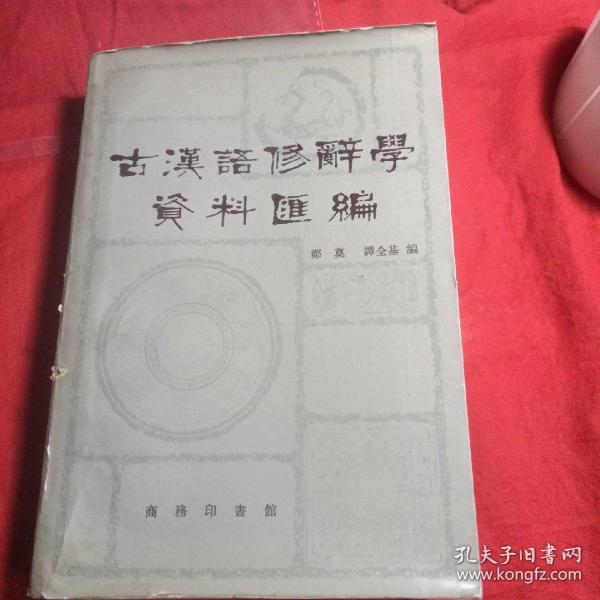 古漢語修辭學
資料匯編
鄭奠 譚全基 編
商務印書館
孔夫子旧书网
www.kongfz.com